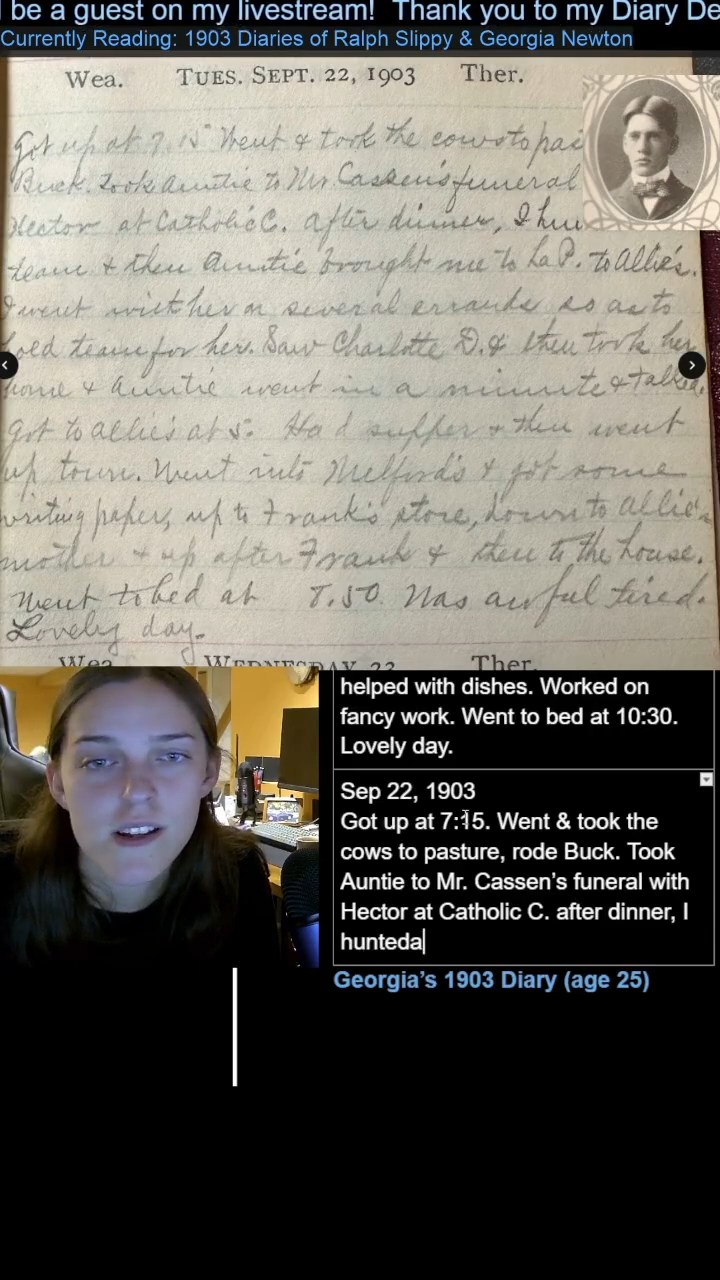 be a guest on my livestream! Thank you to my Diary De
Currently Reading: 1903 Diaries of Ralph Slippy & Georgia Newton
Wea. TUES. SEPT. 22, 1903 Ther.
Got up at 7.15 Went & took the cows to pas
Buck. Took Auntie to Mr Cassen's funeral
Hector at Catholic C. after dinner, I hun
team & then Auntie brought me to LaP. to Allie's.
I went with her on several errands so as to
hold team for her. Saw Charlotte D. & then took her
home & Auntie went in a minute & talked.
Got to Allie's at 5. Had supper & then went
up town. Went into Melford's & got some
writing paper, up to Frank's store, down to Allie's
mother & up after Frank & then to the house.
Went to bed at 8.50. Was awful tired.
Lovely day.
Wea. WEDNESDAY 23 Ther.
helped with dishes. Worked on
fancy work. Went to bed at 10:30.
Lovely day.
Sep 22, 1903
Got up at 7:15. Went & took the
cows to pasture, rode Buck. Took
Auntie to Mr. Cassen's funeral with
Hector at Catholic C. after dinner, I
hunteda
Georgia's 1903 Diary (age 25)